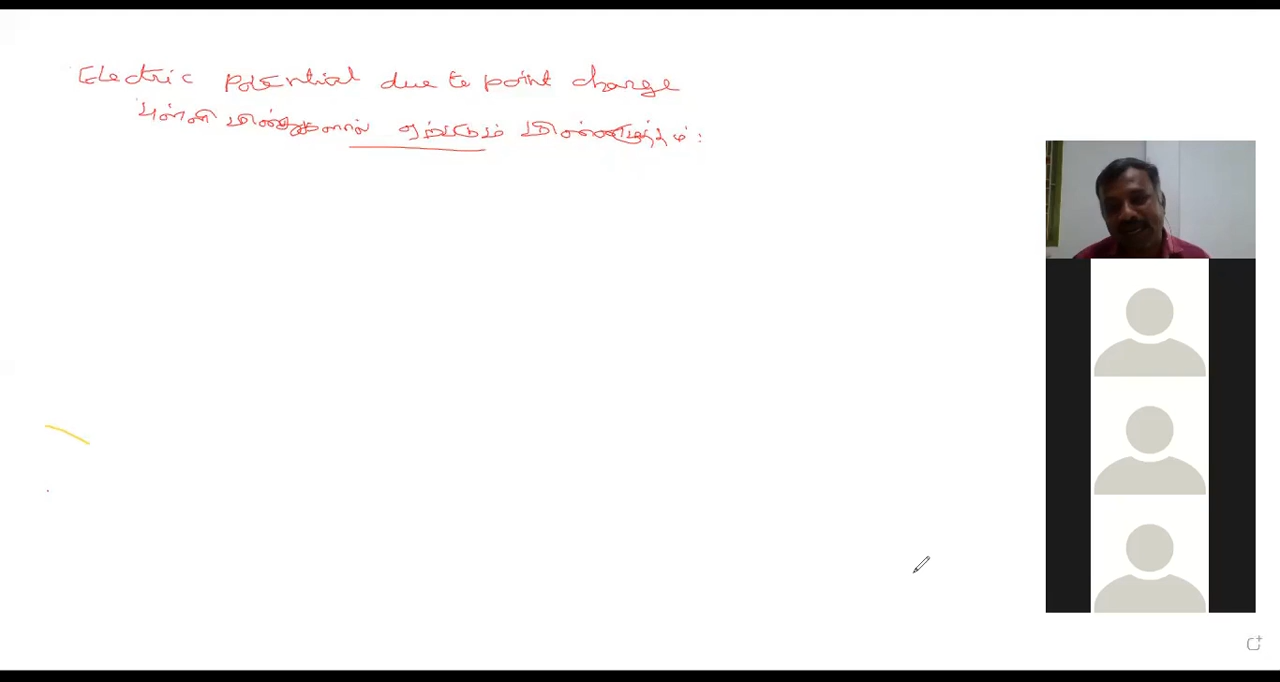 Electric potential due to point charge
புள்ளி மின்துகளால் ஏற்படும் மின்னழுத்தம் :